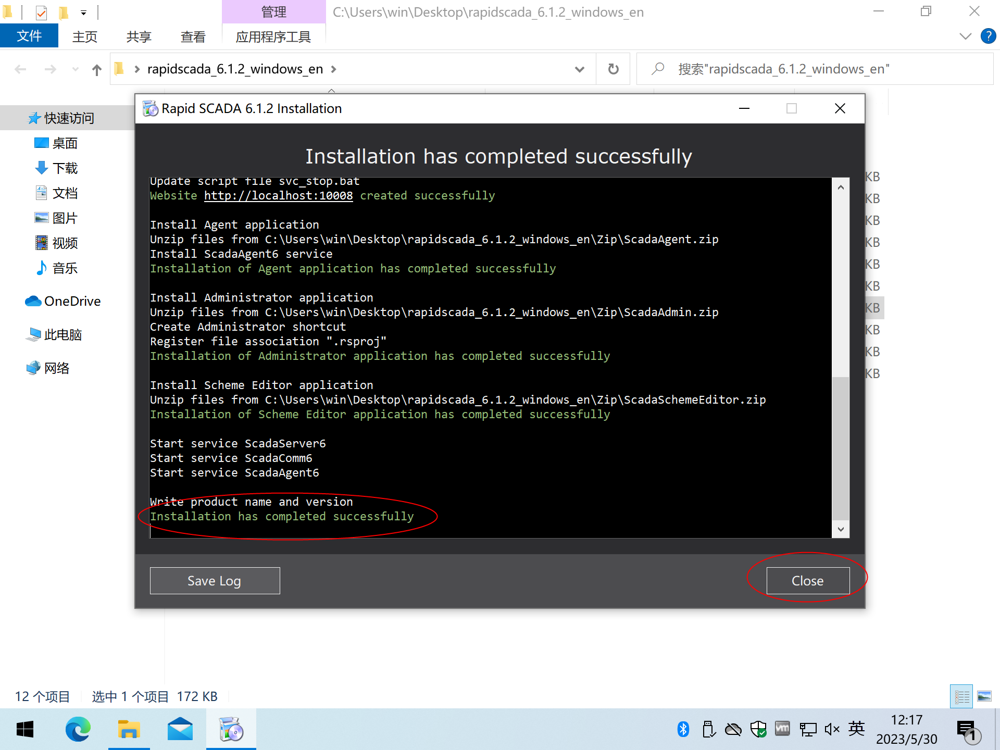 管理
C:\Users\win\Desktop\rapidscada_6.1.2_windows_en
文件
主页
共享
查看
应用程序工具
rapidscada_6.1.2_windows_en
搜索"rapidscada_6.1.2_windows_en"
快速访问
桌面
下载
文档
图片
视频
音乐
OneDrive
此电脑
网络
Rapid SCADA 6.1.2 Installation
Installation has completed successfully
Update script file svc_stop.bat
Website http://localhost:10008 created successfully
Install Agent application
Unzip files from C:\Users\win\Desktop\rapidscada_6.1.2_windows_en\Zip\ScadaAgent.zip
Install ScadaAgent6 service
Installation of Agent application has completed successfully
Install Administrator application
Unzip files from C:\Users\win\Desktop\rapidscada_6.1.2_windows_en\Zip\ScadaAdmin.zip
Create Administrator shortcut
Register file association ".rsproj"
Installation of Administrator application has completed successfully
Install Scheme Editor application
Unzip files from C:\Users\win\Desktop\rapidscada_6.1.2_windows_en\Zip\ScadaSchemeEditor.zip
Installation of Scheme Editor application has completed successfully
Start service ScadaServer6
Start service ScadaComm6
Start service ScadaAgent6
Write product name and version
Installation has completed successfully
Save Log
Close
KB
KB
KB
KB
KB
KB
KB
KB
KB
KB
12 个项目
选中 1 个项目 172 KB
vm
英
12:17
2023/5/30
1